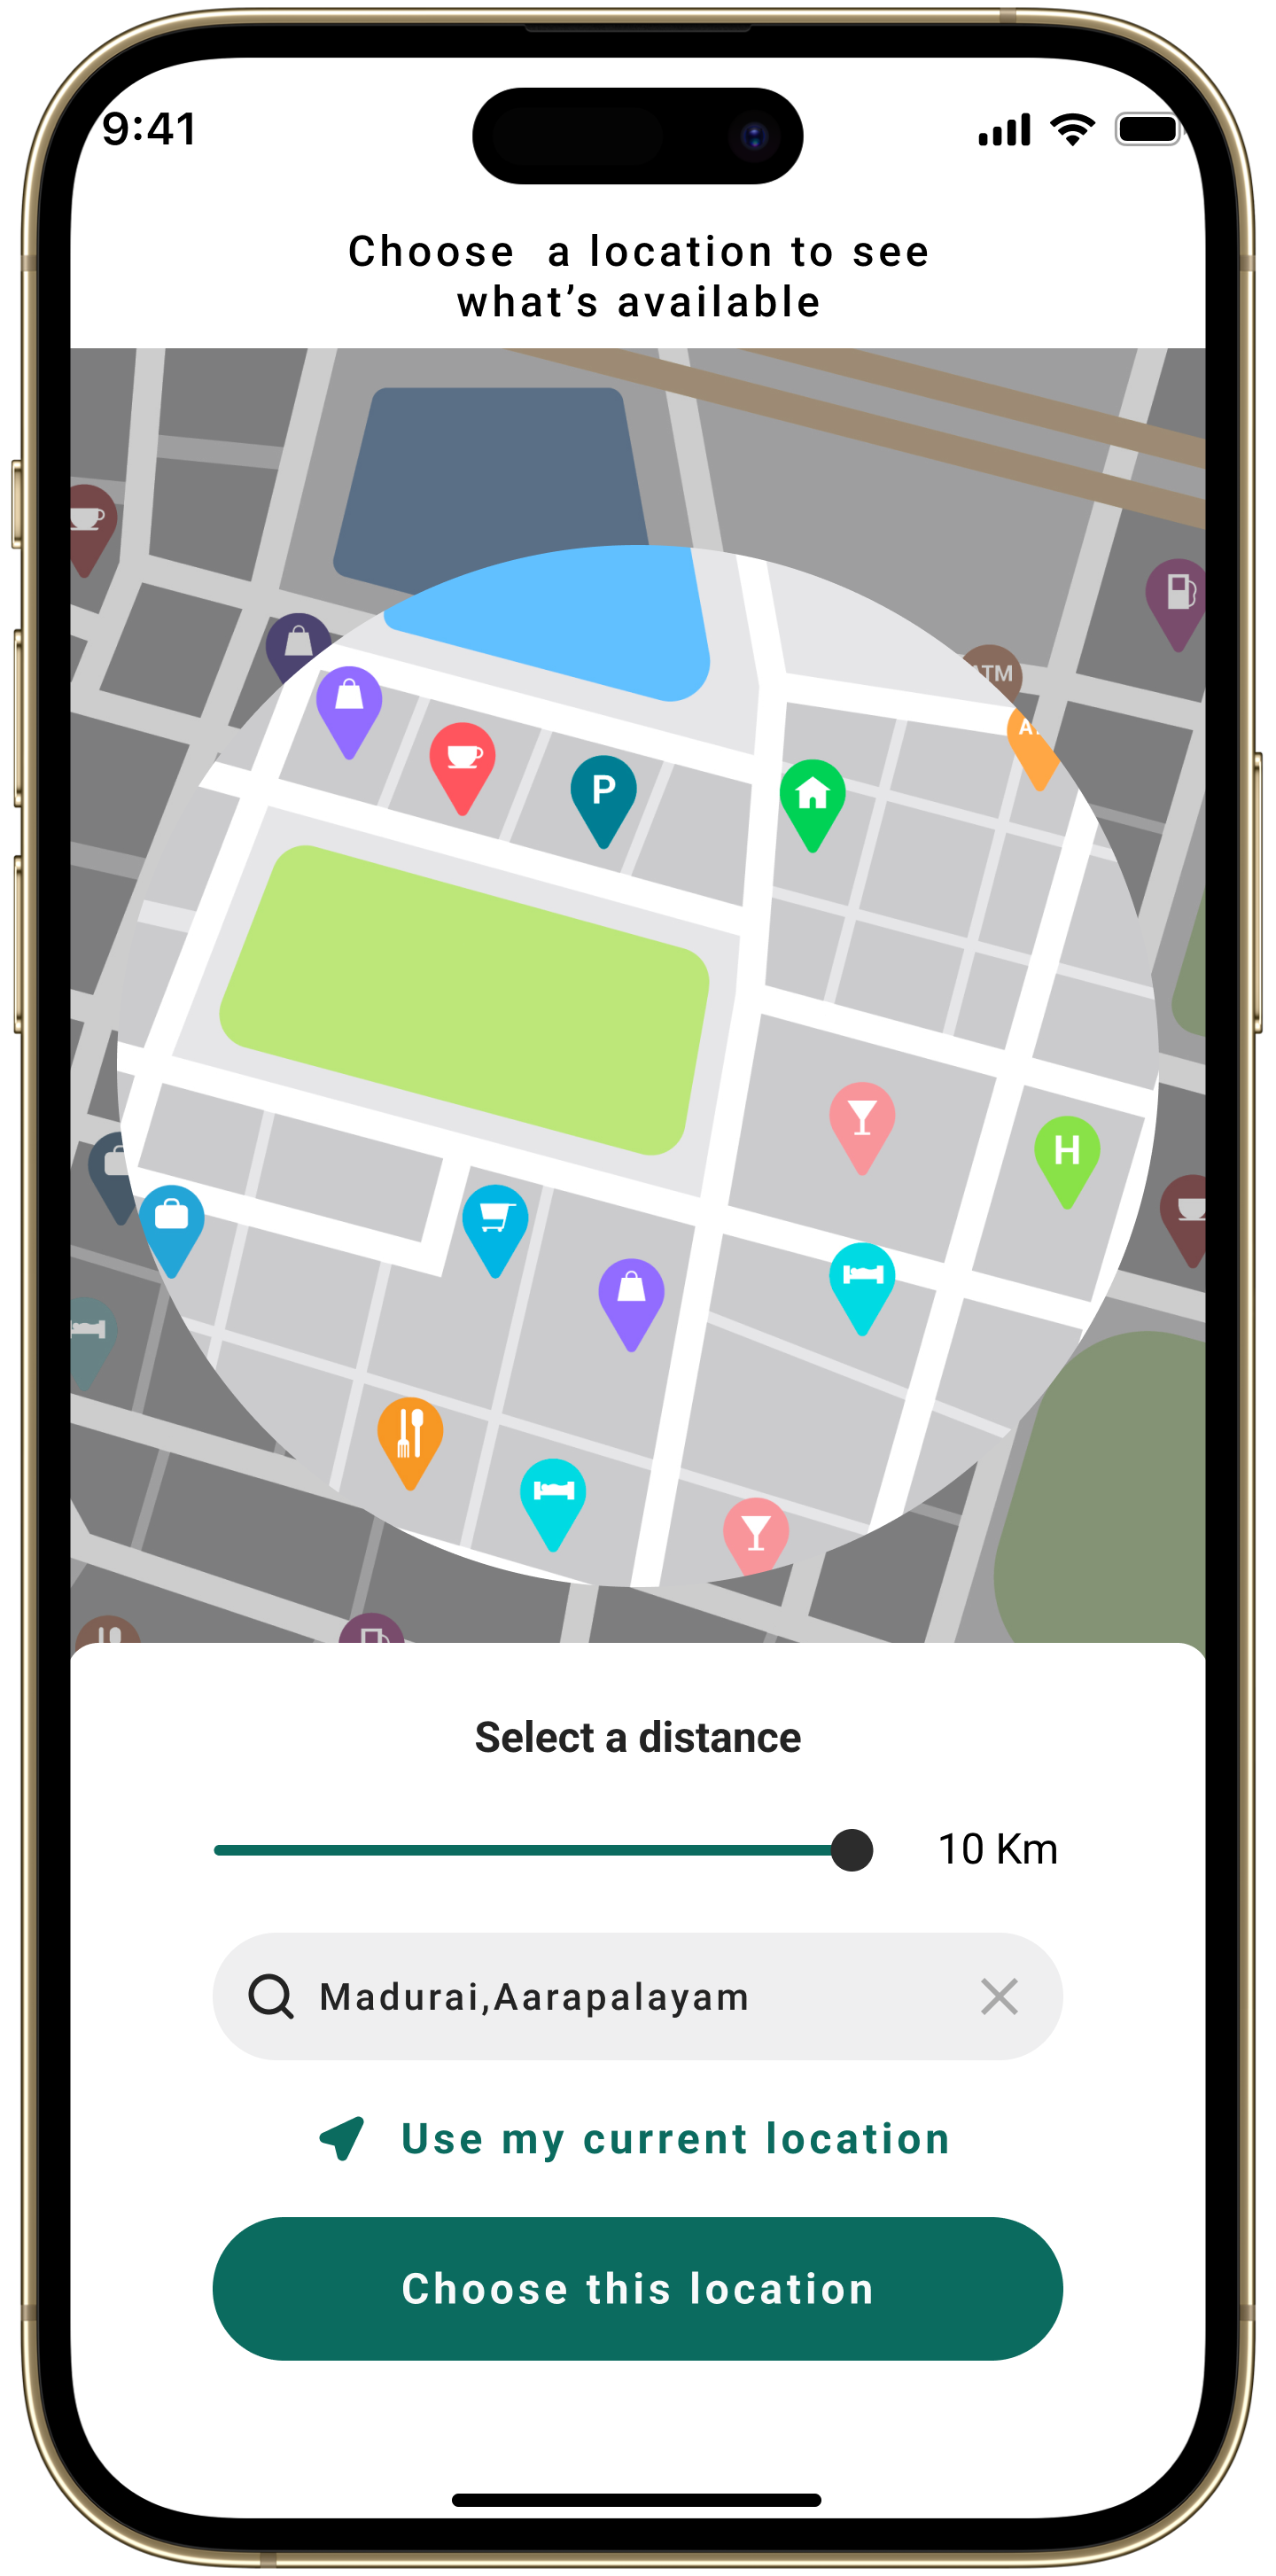 9:41
Choose  a location to see
what’s available
ATM
A
P
H
Select a distance
10 Km
Madurai,Aarapalayam
Use my current location
Choose this location